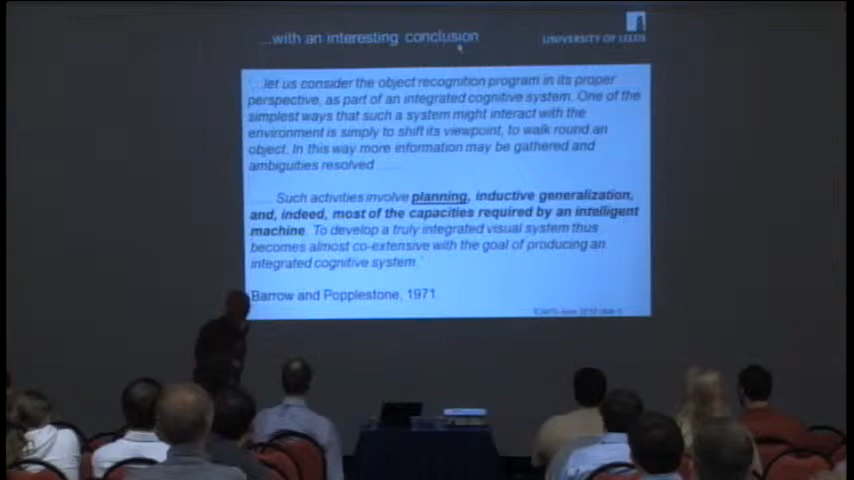 ...with an interesting conclusion
UNIVERSITY OF LEEDS
'...let us consider the object recognition program in its proper
perspective, as part of an integrated cognitive system. One of the
simplest ways that such a system might interact with the
environment is simply to shift its viewpoint, to walk round an
object. In this way more information may be gathered and
ambiguities resolved ......
..... Such activities involve planning, inductive generalization,
and, indeed, most of the capacities required by an intelligent
machine. To develop a truly integrated visual system thus
becomes almost co-extensive with the goal of producing an
integrated cognitive system.'
Barrow and Popplestone, 1971